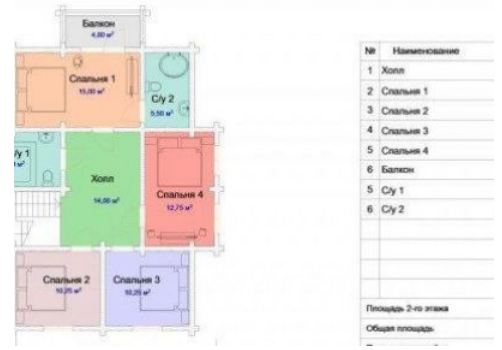 Балкон
4,80 м²
Спальня 1
15,00 м²
С/у 2
5,50 м²
/у 1
м²
Холл
14,00 м²
Спальня 4
12,75 м²
Спальня 2
10,25 м²
Спальня 3
10,25 м²
№ Наименование
1 Холл
2 Спальня 1
3 Спальня 2
4 Спальня 3
5 Спальня 4
6 Балкон
5 С/у 1
6 С/у 2
Площадь 2-го этажа
Общая площадь